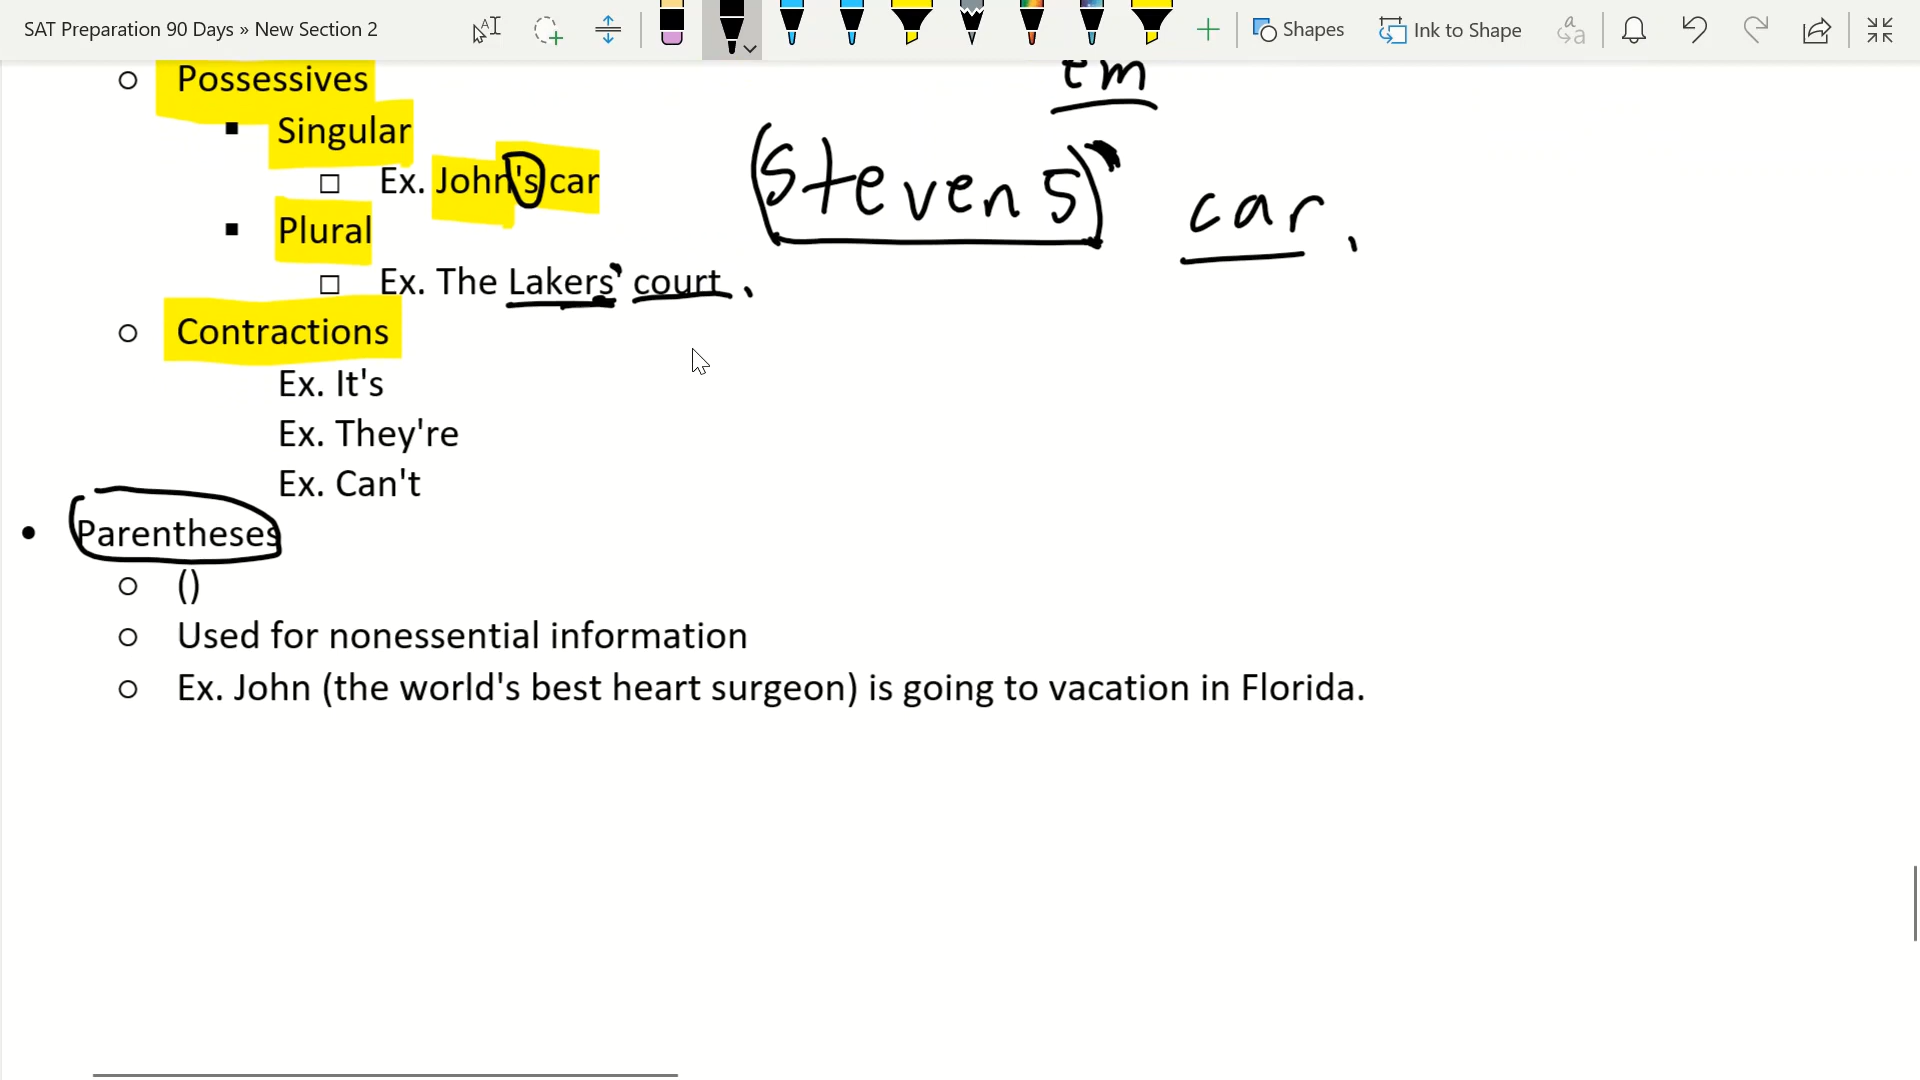 SAT Preparation 90 Days » New Section 2
Shapes
Ink to Shape
Possessives
em
Singular
Ex. John's car
Stevens' car.
Plural
Ex. The Lakers' court.
Contractions
Ex. It's
Ex. They're
Ex. Can't
Parentheses
()
Used for nonessential information
Ex. John (the world's best heart surgeon) is going to vacation in Florida.